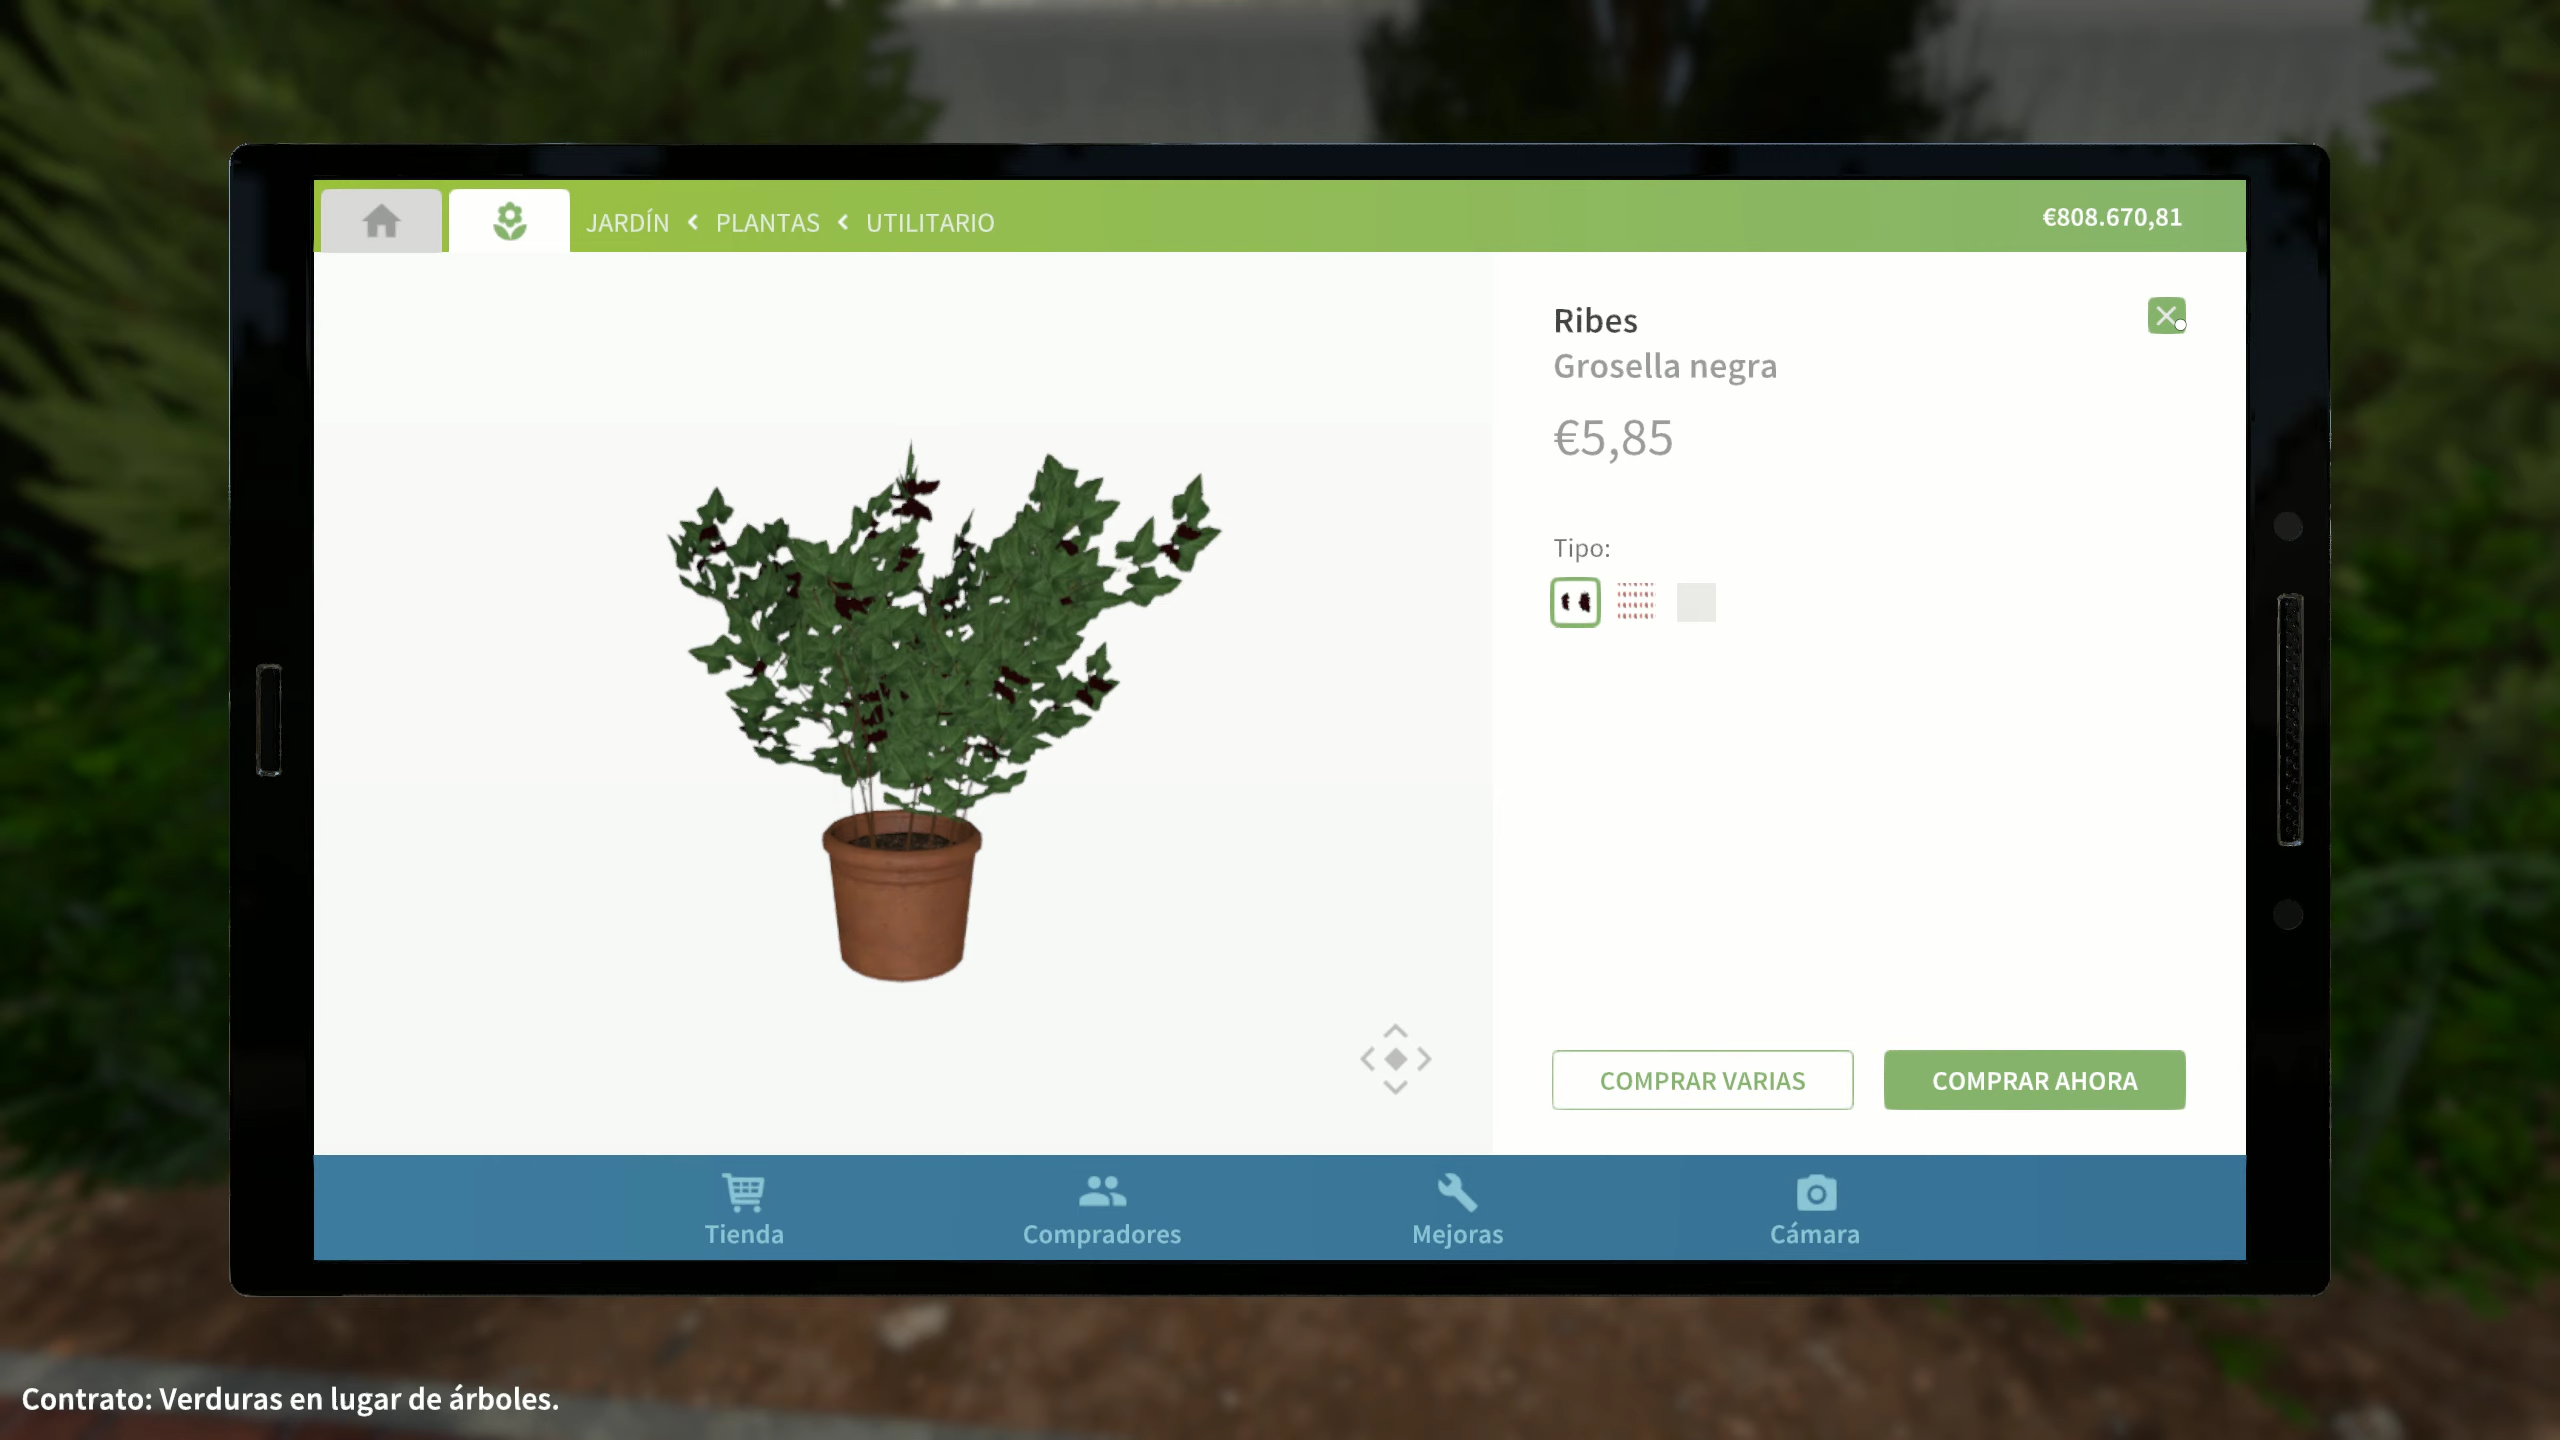 JARDÍN < PLANTAS < UTILITARIO
€808.670,81
Ribes
Grosella negra
€5,85
Tipo:
COMPRAR VARIAS
COMPRAR AHORA
Tienda
Compradores
Mejoras
Cámara
Contrato: Verduras en lugar de árboles.